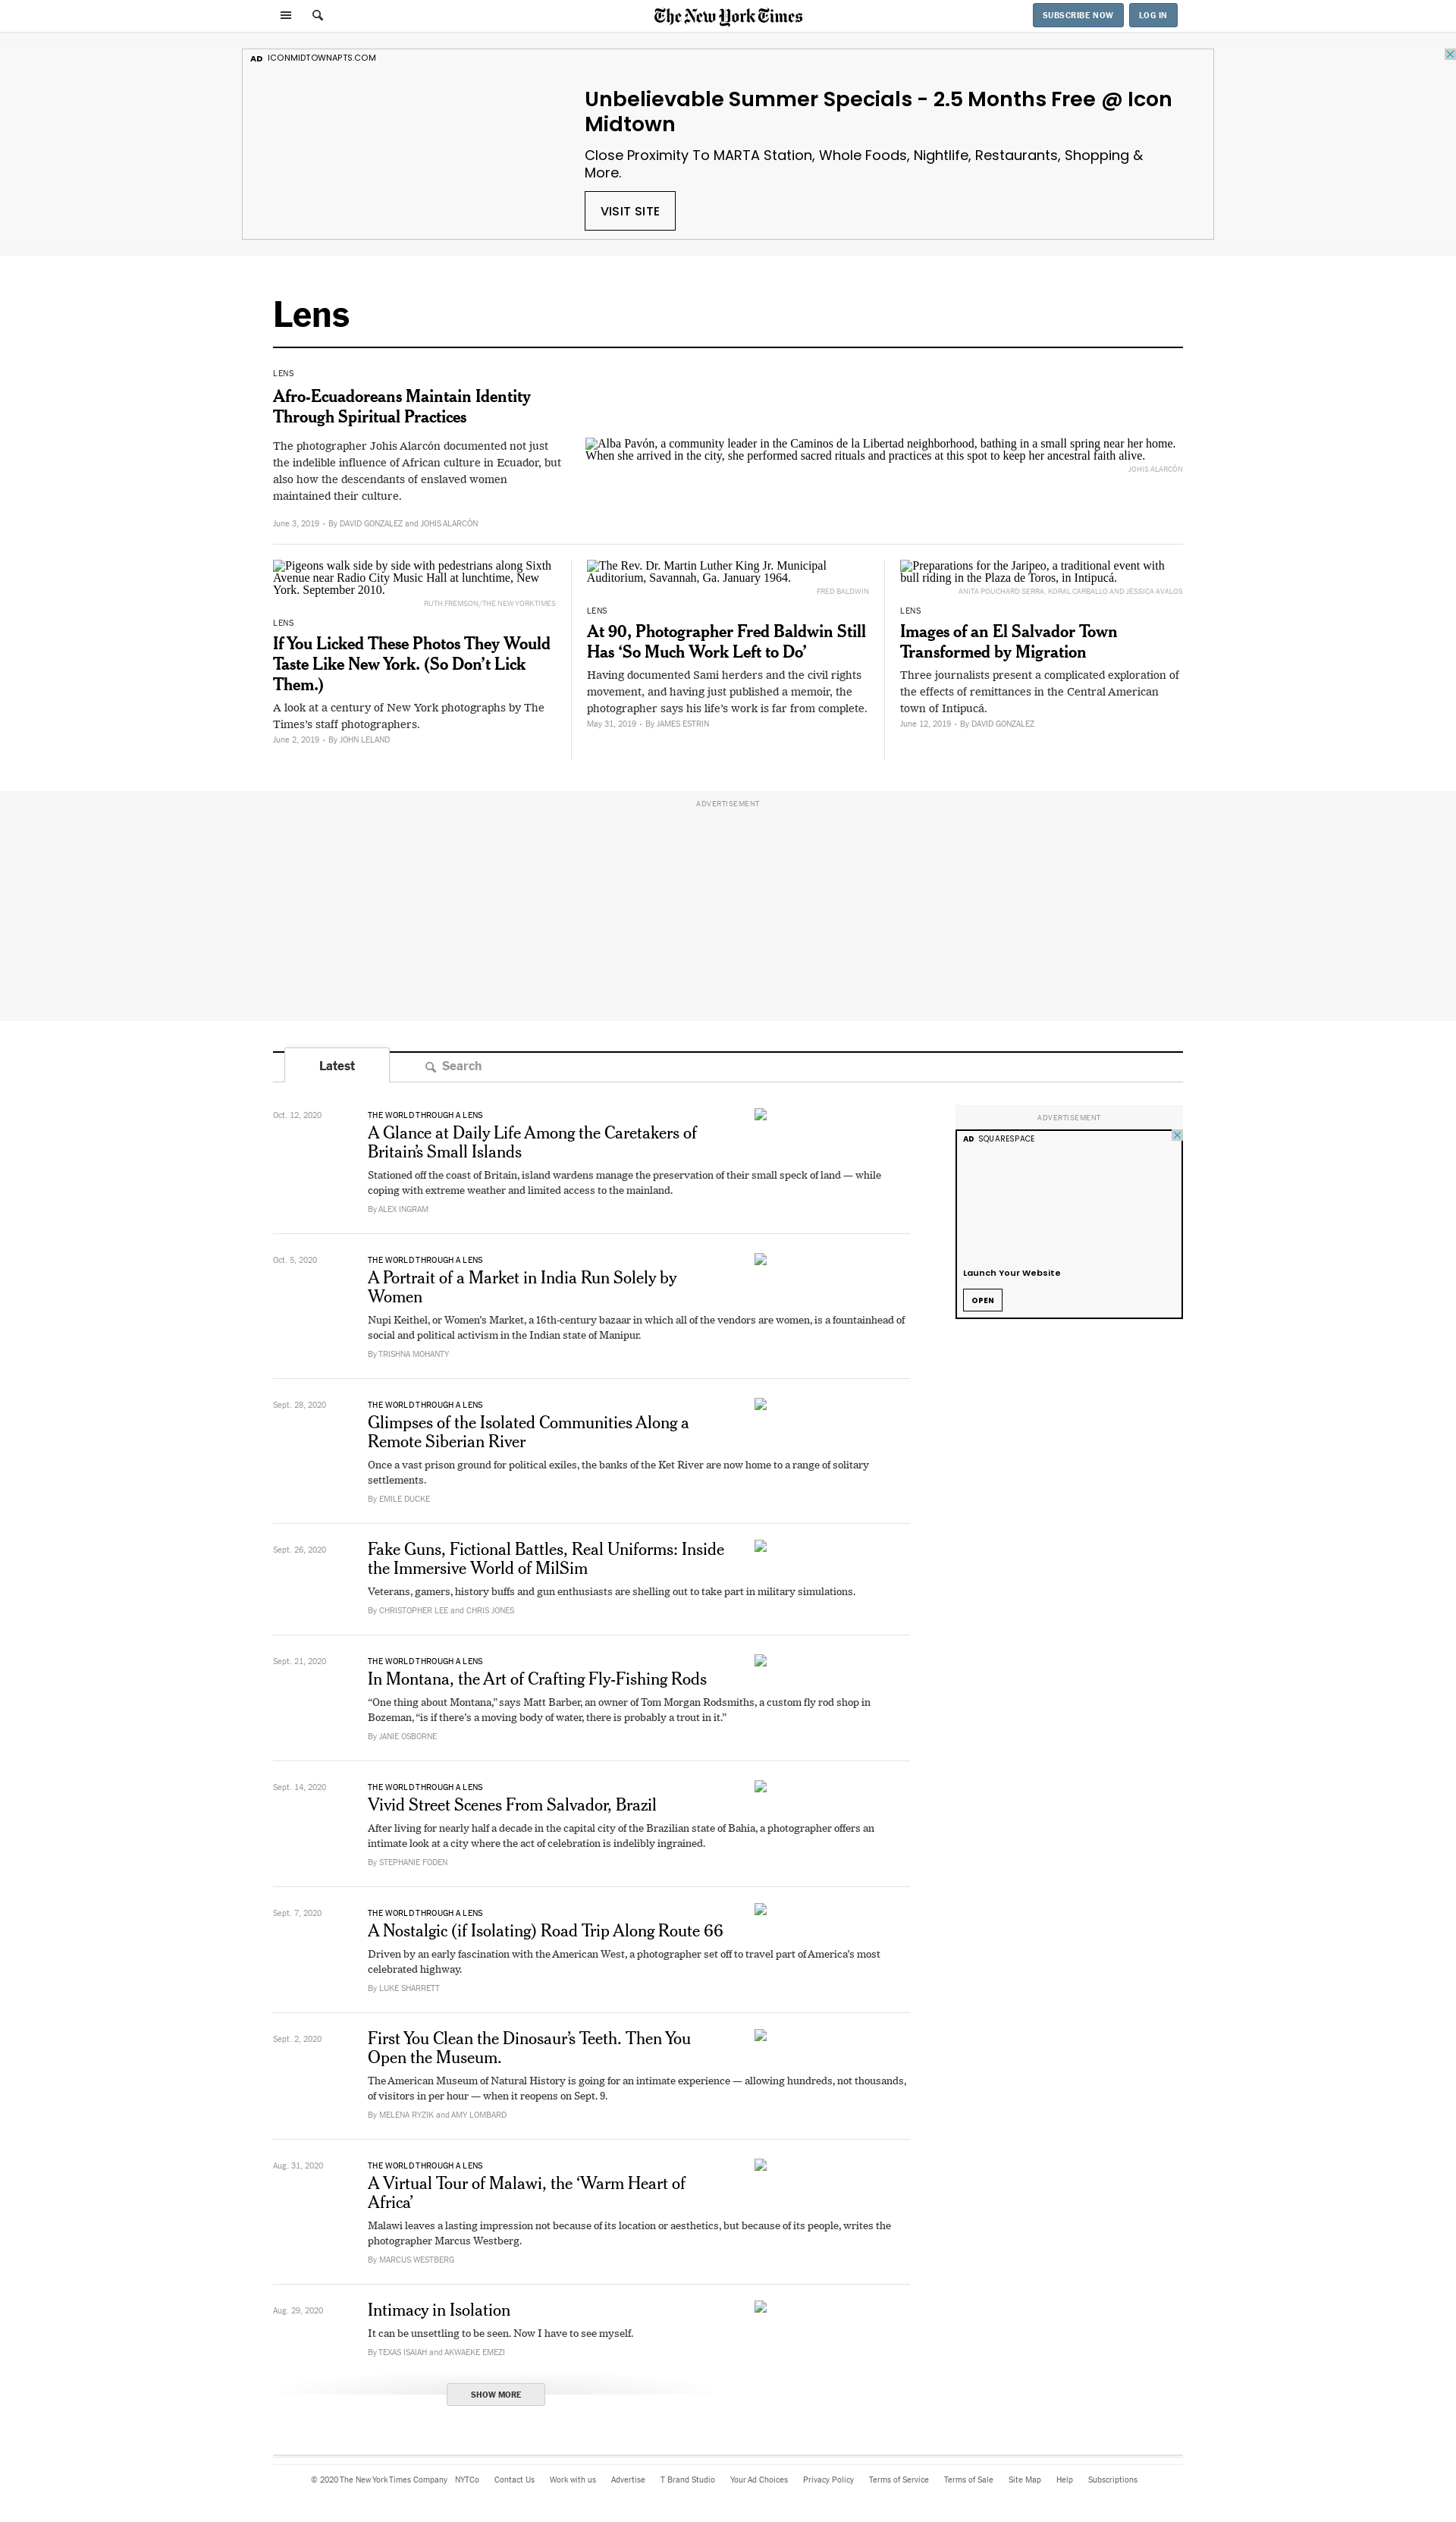 The New York Times
SUBSCRIBE NOW
LOG IN
AD ICONMIDTOWNAPTS.COM
Unbelievable Summer Specials - 2.5 Months Free @ Icon
Midtown
Close Proximity To MARTA Station, Whole Foods, Nightlife, Restaurants, Shopping &
More.
VISIT SITE
Lens
LENS
Afro-Ecuadoreans Maintain Identity
Through Spiritual Practices
The photographer Johis Alarcón documented not just
the indelible influence of African culture in Ecuador, but
also how the descendants of enslaved women
maintained their culture.
June 3, 2019 • By DAVID GONZALEZ and JOHIS ALARCÓN
Alba Pavón, a community leader in the Caminos de la Libertad neighborhood, bathing in a small spring near her home.
When she arrived in the city, she performed sacred rituals and practices at this spot to keep her ancestral faith alive.
JOHIS ALARCÓN
Pigeons walk side by side with pedestrians along Sixth
Avenue near Radio City Music Hall at lunchtime, New
York. September 2010.
RUTH FREMSON/THE NEW YORK TIMES
LENS
If You Licked These Photos They Would
Taste Like New York. (So Don’t Lick
Them.)
A look at a century of New York photographs by The
Times’s staff photographers.
June 2, 2019 • By JOHN LELAND
The Rev. Dr. Martin Luther King Jr. Municipal
Auditorium, Savannah, Ga. January 1964.
FRED BALDWIN
LENS
At 90, Photographer Fred Baldwin Still
Has ‘So Much Work Left to Do’
Having documented Sami herders and the civil rights
movement, and having just published a memoir, the
photographer says his life’s work is far from complete.
May 31, 2019 • By JAMES ESTRIN
Preparations for the Jaripeo, a traditional event with
bull riding in the Plaza de Toros, in Intipucá.
ANITA POUCHARD SERRA, KORAL CARBALLO AND JESSICA AVALOS
LENS
Images of an El Salvador Town
Transformed by Migration
Three journalists present a complicated exploration of
the effects of remittances in the Central American
town of Intipucá.
June 12, 2019 • By DAVID GONZALEZ
ADVERTISEMENT
Latest
Search
Oct. 12, 2020
THE WORLD THROUGH A LENS
A Glance at Daily Life Among the Caretakers of
Britain’s Small Islands
Stationed off the coast of Britain, island wardens manage the preservation of their small speck of land — while
coping with extreme weather and limited access to the mainland.
By ALEX INGRAM
ADVERTISEMENT
AD SQUARESPACE
Launch Your Website
OPEN
Oct. 5, 2020
THE WORLD THROUGH A LENS
A Portrait of a Market in India Run Solely by
Women
Nupi Keithel, or Women’s Market, a 16th-century bazaar in which all of the vendors are women, is a fountainhead of
social and political activism in the Indian state of Manipur.
By TRISHNA MOHANTY
Sept. 28, 2020
THE WORLD THROUGH A LENS
Glimpses of the Isolated Communities Along a
Remote Siberian River
Once a vast prison ground for political exiles, the banks of the Ket River are now home to a range of solitary
settlements.
By EMILE DUCKE
Sept. 26, 2020
Fake Guns, Fictional Battles, Real Uniforms: Inside
the Immersive World of MilSim
Veterans, gamers, history buffs and gun enthusiasts are shelling out to take part in military simulations.
By CHRISTOPHER LEE and CHRIS JONES
Sept. 21, 2020
THE WORLD THROUGH A LENS
In Montana, the Art of Crafting Fly-Fishing Rods
“One thing about Montana,” says Matt Barber, an owner of Tom Morgan Rodsmiths, a custom fly rod shop in
Bozeman, “is if there’s a moving body of water, there is probably a trout in it.”
By JANIE OSBORNE
Sept. 14, 2020
THE WORLD THROUGH A LENS
Vivid Street Scenes From Salvador, Brazil
After living for nearly half a decade in the capital city of the Brazilian state of Bahia, a photographer offers an
intimate look at a city where the act of celebration is indelibly ingrained.
By STEPHANIE FODEN
Sept. 7, 2020
THE WORLD THROUGH A LENS
A Nostalgic (if Isolating) Road Trip Along Route 66
Driven by an early fascination with the American West, a photographer set off to travel part of America’s most
celebrated highway.
By LUKE SHARRETT
Sept. 2, 2020
First You Clean the Dinosaur’s Teeth. Then You
Open the Museum.
The American Museum of Natural History is going for an intimate experience — allowing hundreds, not thousands,
of visitors in per hour — when it reopens on Sept. 9.
By MELENA RYZIK and AMY LOMBARD
Aug. 31, 2020
THE WORLD THROUGH A LENS
A Virtual Tour of Malawi, the ‘Warm Heart of
Africa’
Malawi leaves a lasting impression not because of its location or aesthetics, but because of its people, writes the
photographer Marcus Westberg.
By MARCUS WESTBERG
Aug. 29, 2020
Intimacy in Isolation
It can be unsettling to be seen. Now I have to see myself.
By TEXAS ISAIAH and AKWAEKE EMEZI
SHOW MORE
© 2020 The New York Times Company NYTCo Contact Us Work with us Advertise T Brand Studio Your Ad Choices Privacy Policy Terms of Service Terms of Sale Site Map Help Subscriptions